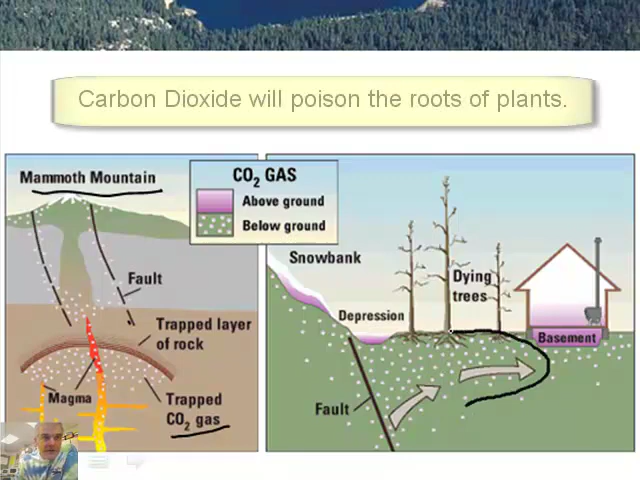 Carbon Dioxide will poison the roots of plants.
Mammoth Mountain
Fault
Trapped layer
of rock
Magma
Trapped
CO₂ gas
CO₂ GAS
Above ground
Below ground
Snowbank
Depression
Dying
trees
Basement
Fault